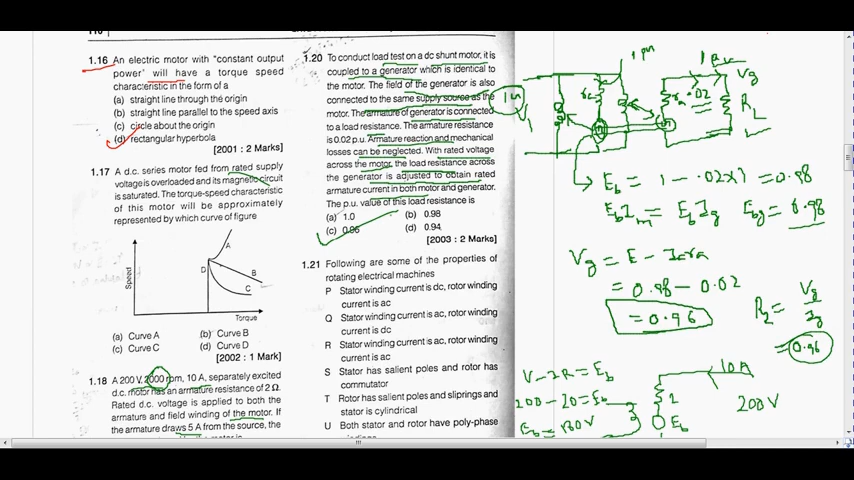 1.16 An electric motor with "constant output
power" will have a torque speed
characteristic in the form of a
(a) straight line through the origin
(b) straight line parallel to the speed axis
(c) circle about the origin
(d) rectangular hyperbola
[2001 : 2 Marks]
1.17 A d.c. series motor fed from rated supply
voltage is overloaded and its magnetic circuit
is saturated. The torque-speed characteristic
of this motor will be approximately
represented by which curve of figure
A
D
B
C
Speed
Torque
(a) Curve A (b) Curve B
(c) Curve C (d) Curve D
[2002 : 1 Mark]
1.18 A 200 V, 2000 rpm, 10 A, separately excited
d.c. motor has an armature resistance of 2 Ω.
Rated d.c. voltage is applied to both the
armature and field winding of the motor. If
the armature draws 5 A from the source, the
1.20 To conduct load test on a dc shunt motor, it is
coupled to a generator which is identical to
the motor. The field of the generator is also
connected to the same supply source as the
motor. The armature of generator is connected
to a load resistance. The armature resistance
is 0.02 p.u. Armature reaction and mechanical
losses can be neglected. With rated voltage
across the motor, the load resistance across
the generator is adjusted to obtain rated
armature current in both motor and generator.
The p.u. value of this load resistance is
(a) 1.0 (b) 0.98
(c) 0.96 (d) 0.94
[2003 : 2 Marks]
1.21 Following are some of the properties of
rotating electrical machines
P Stator winding current is dc, rotor winding
current is ac
Q Stator winding current is ac, rotor winding
current is dc
R Stator winding current is ac, rotor winding
current is ac
S Stator has salient poles and rotor has
commutator
T Rotor has salient poles and sliprings and
stator is cylindrical
U Both stator and rotor have poly-phase
Vg
.02
RL
Eb = 1 - .02x1 = 0.98
EbIm = EbIg Ebg = 0.98
Vg = E - Iara
= 0.98 - 0.02
= 0.96
RL = Vg
Ig
= 0.96
V - IR = Eb
200 - 20 = Eb
Eb = 180V
10A
2
200V
Eb